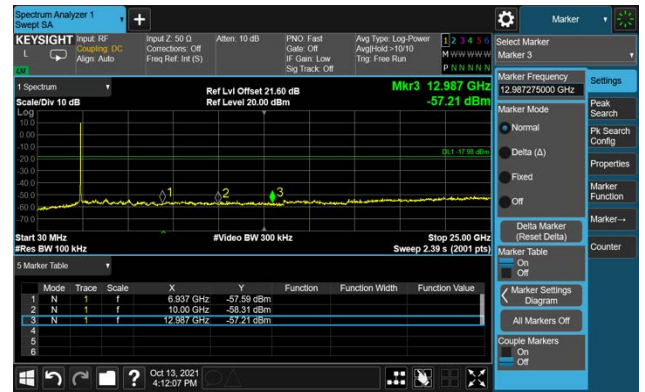 Spectrum Analyzer 1
Swept SA
Marker
KEYSIGHT Input: RF Input Z: 50 Ω Atten: 10 dB PNO: Fast Avg Type: Log-Power 1 2 3 4 5 6
L Coupling: DC Corrections: Off Gate: Off Avg|Hold:>10/10 M W W W W W
Align: Auto Freq Ref: Int (S) IF Gain: Low Trig: Free Run
Sig Track: Off P N N N N N
LXI
Select Marker
Marker 3
1 Spectrum
Ref Lvl Offset 21.60 dB Mkr3 12.987 GHz
Scale/Div 10 dB Ref Level 20.00 dBm -57.21 dBm
Log
10.0
0.00
-10.0
DL1 -17.98 dBm
-20.0
-30.0
-40.0
1 2 3
-50.0
-60.0
-70.0
Start 30 MHz #Video BW 300 kHz Stop 25.00 GHz
#Res BW 100 kHz Sweep 2.39 s (2001 pts)
5 Marker Table
Mode Trace Scale X Y Function Function Width Function Value
1 N 1 f 6.937 GHz -57.59 dBm
2 N 1 f 10.00 GHz -58.31 dBm
3 N 1 f 12.987 GHz -57.21 dBm
4
5
6
Marker Frequency
12.987275000 GHz
Marker Mode
Normal
Delta (Δ)
Fixed
Off
Delta Marker
(Reset Delta)
Marker Table
On
Off
Marker Settings
Diagram
All Markers Off
Couple Markers
On
Off
Settings
Peak
Search
Pk Search
Config
Properties
Marker
Function
Marker→
Counter
? Oct 13, 2021
4:12:07 PM